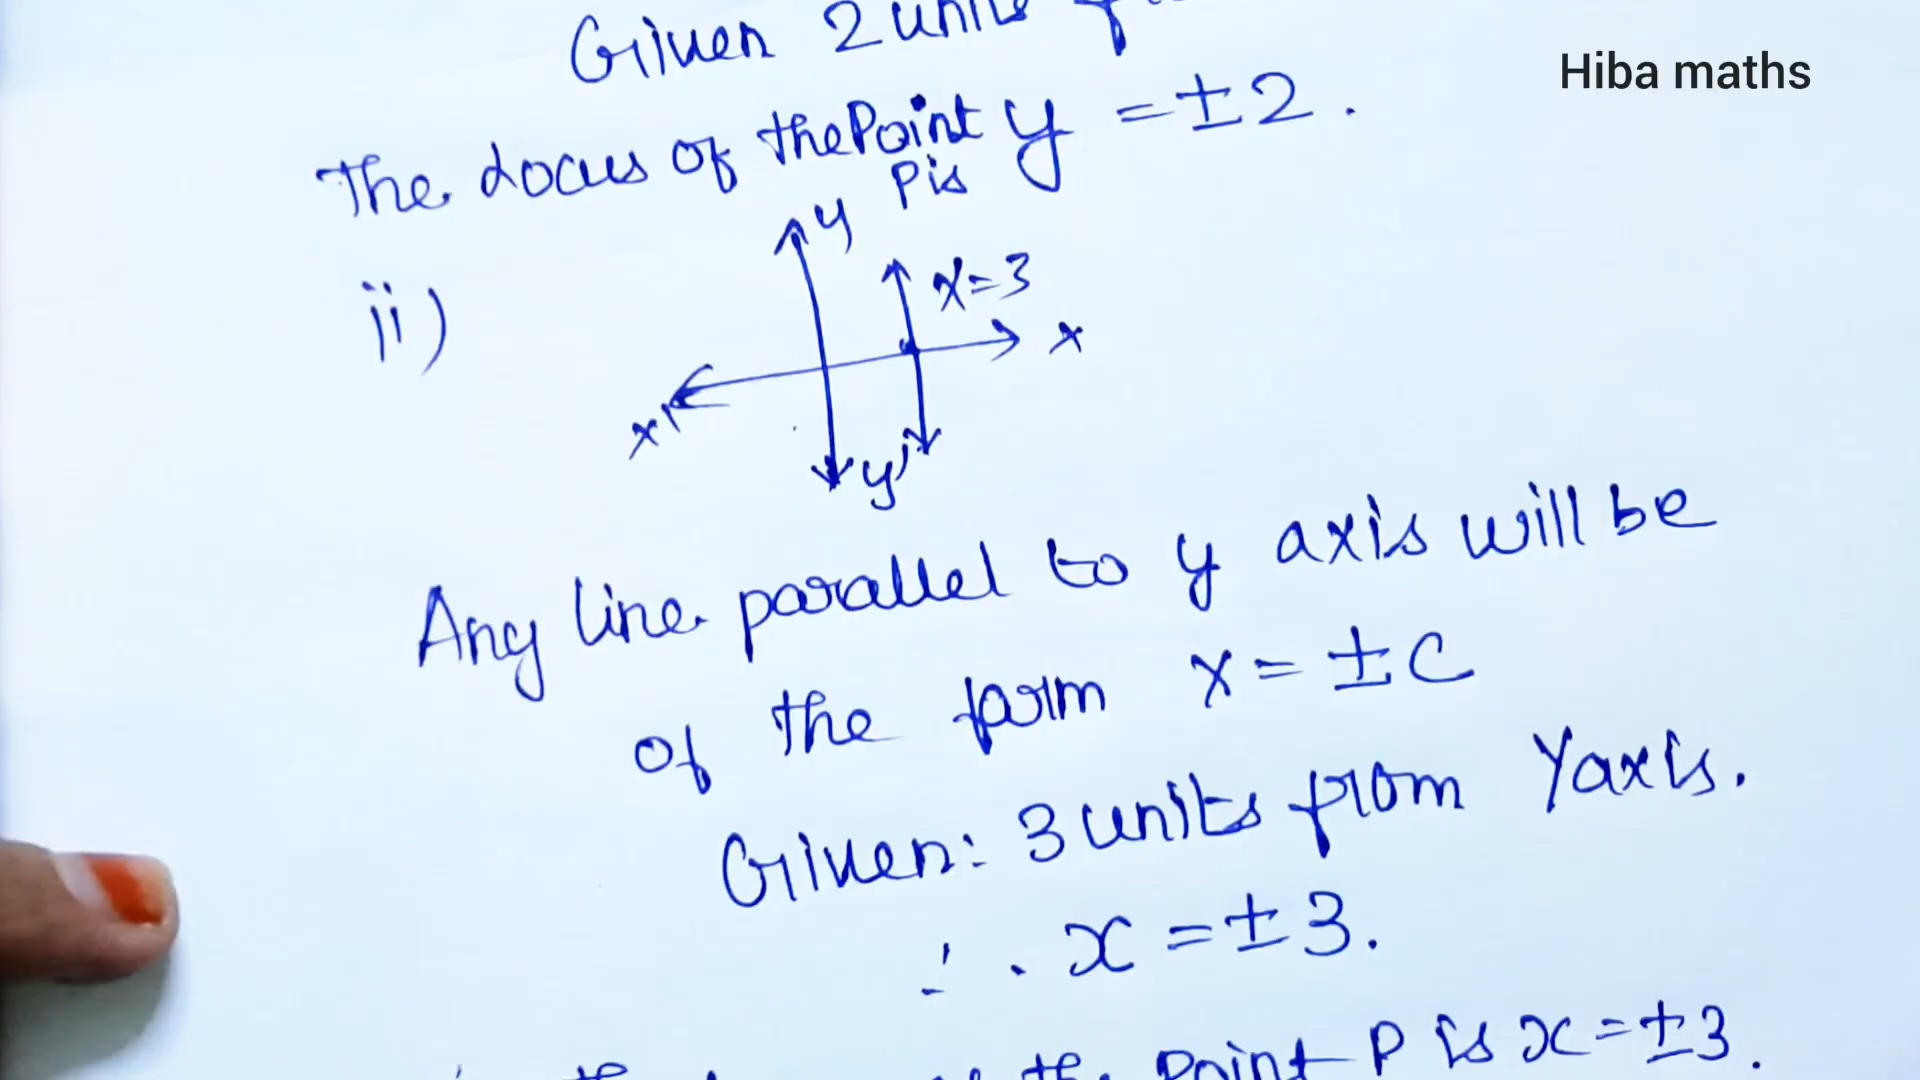 Given 2 units
Hiba maths
The Locus of the Point y = ±2.
P is
y
ii)
x=3
x
x'
y'
Any line parallel to y axis will be
of the form x = ±C
Given: 3 units from Y axis.
∴ x = ±3.
the Point P is x = ±3.